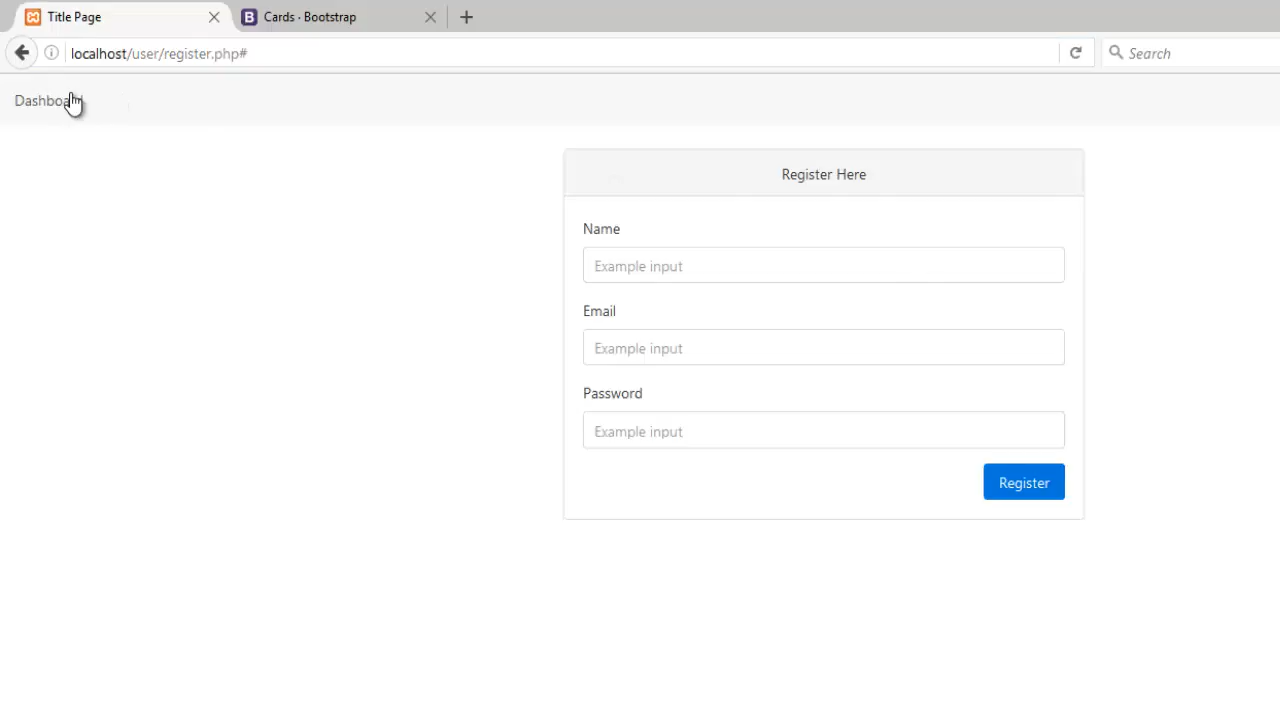 Title Page
Cards · Bootstrap
localhost/user/register.php#
Search
Dashboard
Register Here
Name
Example input
Email
Example input
Password
Example input
Register